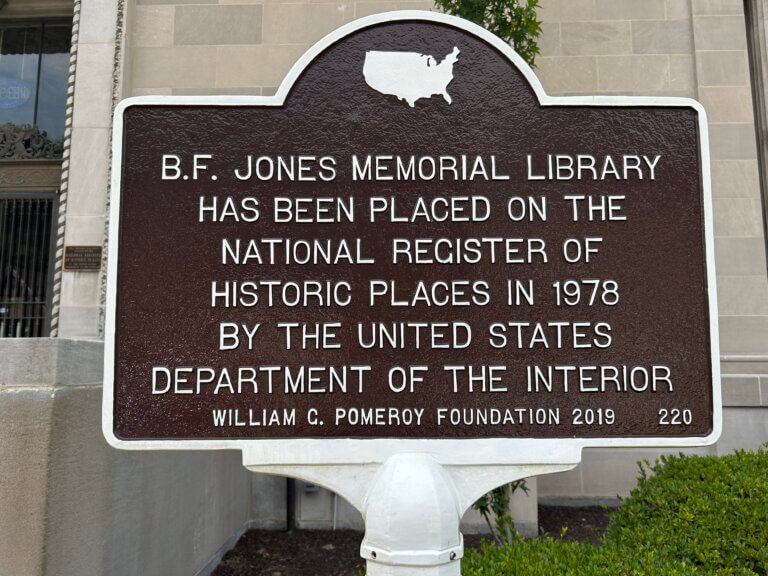 B.F. JONES MEMORIAL LIBRARY
HAS BEEN PLACED ON THE
NATIONAL REGISTER OF
HISTORIC PLACES IN 1978
BY THE UNITED STATES
DEPARTMENT OF THE INTERIOR
WILLIAM G. POMEROY FOUNDATION 2019 220